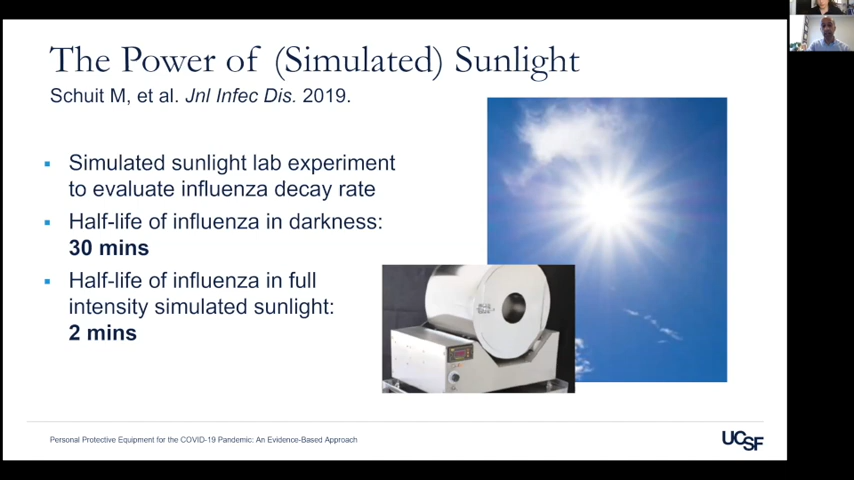 The Power of (Simulated) Sunlight
Schuit M, et al. Jnl Infec Dis. 2019.
Simulated sunlight lab experiment
to evaluate influenza decay rate
Half-life of influenza in darkness:
30 mins
Half-life of influenza in full
intensity simulated sunlight:
2 mins
Personal Protective Equipment for the COVID-19 Pandemic: An Evidence-Based Approach
UCSF